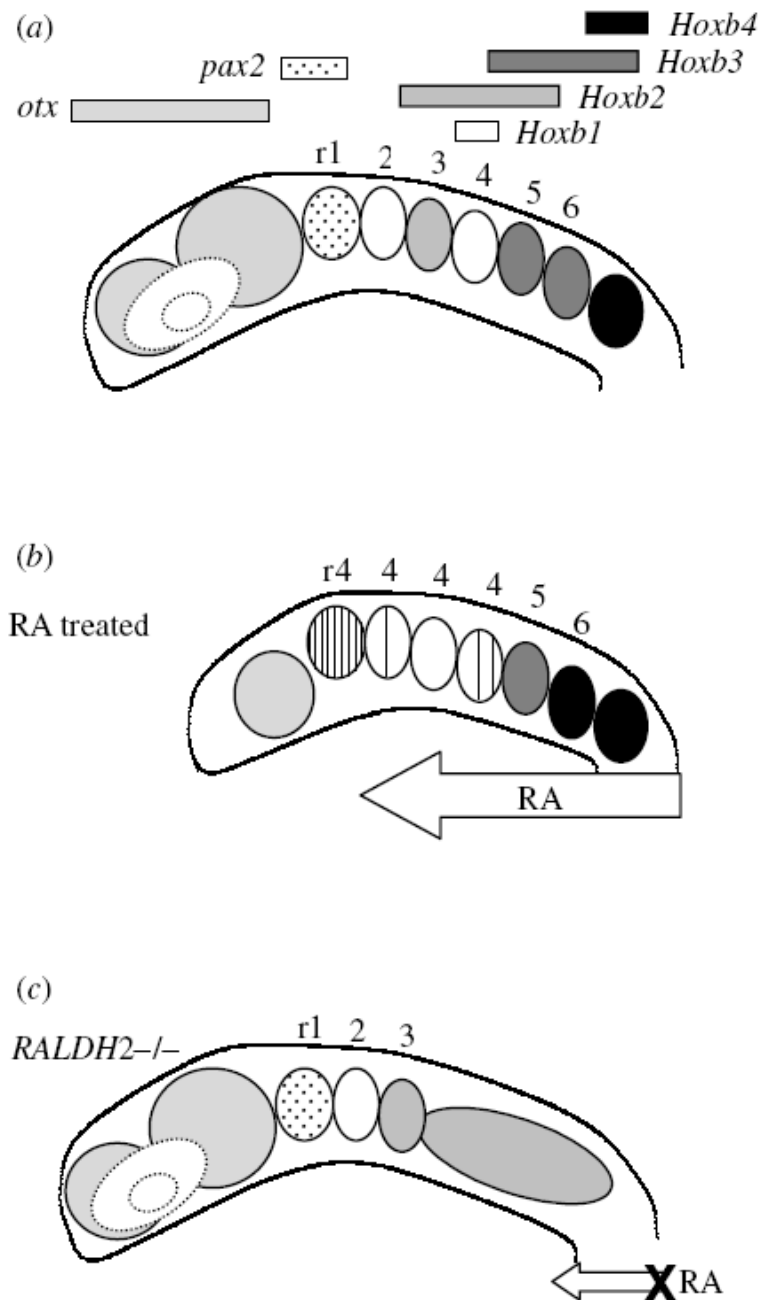 (a)
Hoxb4
pax2
Hoxb3
otx
Hoxb2
Hoxb1
r1 2 3 4 5 6
(b)
RA treated
r4 4 4 4 5 6
RA
(c)
RALDH2–/–
r1 2 3
X RA